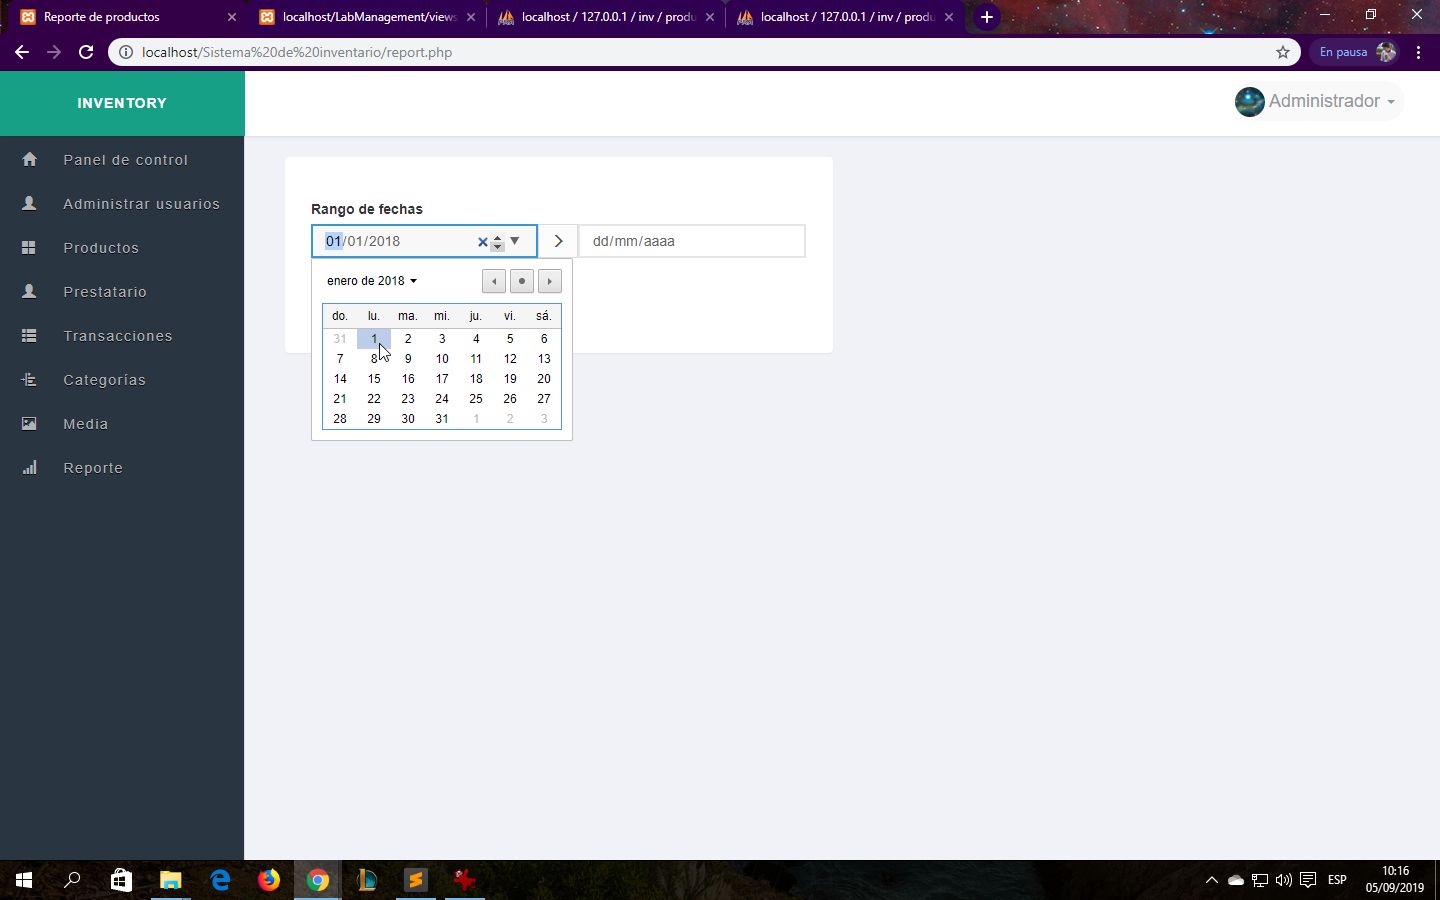 Reporte de productos
localhost/LabManagement/views
localhost / 127.0.0.1 / inv / produ
localhost / 127.0.0.1 / inv / produ
localhost/Sistema%20de%20inventario/report.php
En pausa
INVENTORY
Administrador
Panel de control
Administrar usuarios
Productos
Prestatario
Transacciones
Categorías
Media
Reporte
Rango de fechas
01/01/2018
dd/mm/aaaa
enero de 2018
do. lu. ma. mi. ju. vi. sá.
31 1 2 3 4 5 6
7 8 9 10 11 12 13
14 15 16 17 18 19 20
21 22 23 24 25 26 27
28 29 30 31 1 2 3
ESP
10:16
05/09/2019